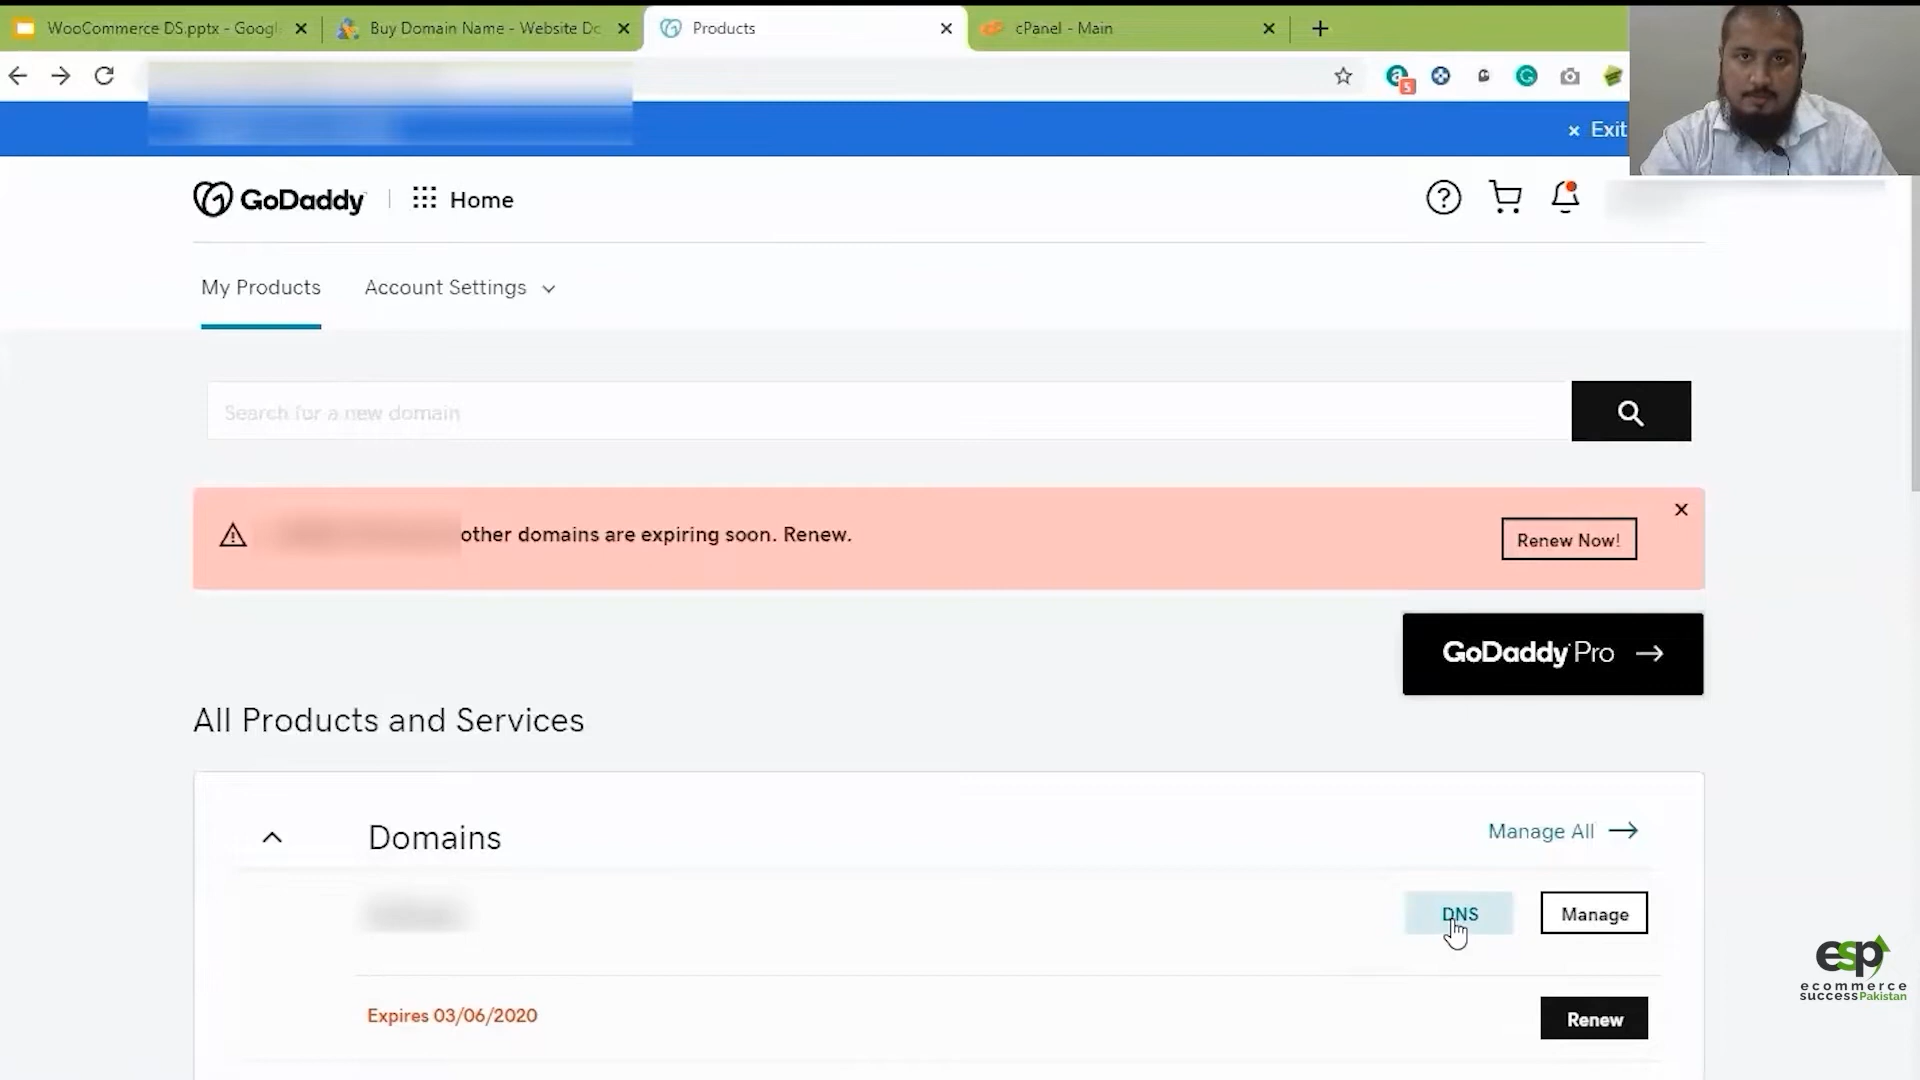 WooCommerce DS.pptx - Googl
Buy Domain Name - Website Do
Products
cPanel - Main
5
Exit
GoDaddy
Home
My Products
Account Settings
Search for a new domain
other domains are expiring soon. Renew.
Renew Now!
GoDaddy Pro
All Products and Services
Domains
Manage All
DNS
Manage
Expires 03/06/2020
Renew
esp
ecommerce
success Pakistan